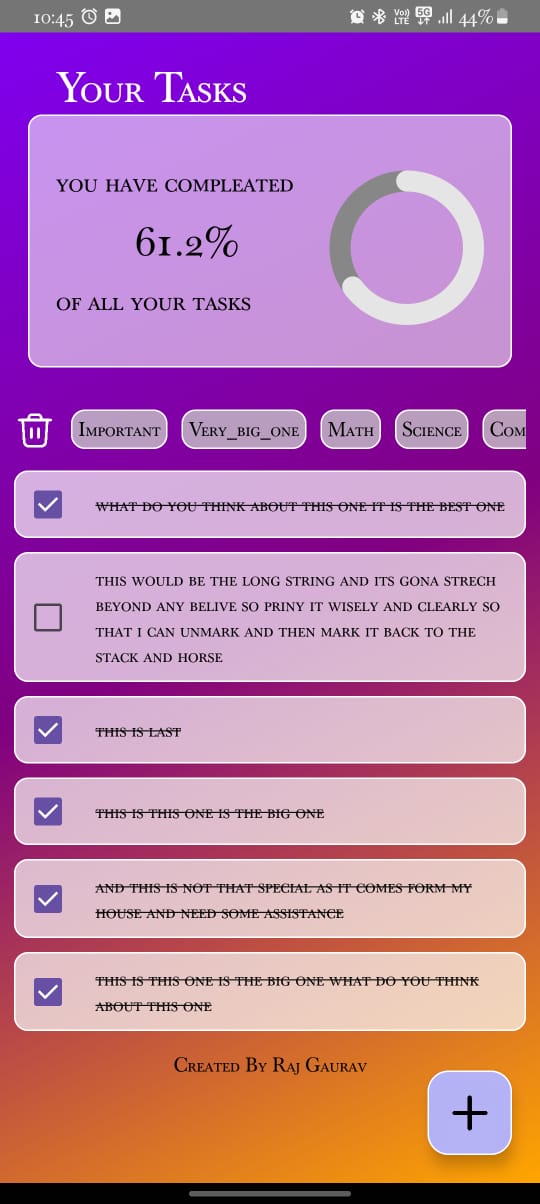 10:45
Vo)) LTE 5G 44%
Your Tasks
you have compleated
61.2%
of all your tasks
Important Very_big_one Math Science Com
what do you think about this one it is the best one
this would be the long string and its gona strech
beyond any belive so priny it wisely and clearly so
that i can unmark and then mark it back to the
stack and horse
this is last
this is this one is the big one
and this is not that special as it comes form my
house and need some assistance
this is this one is the big one what do you think
about this one
Created By Raj Gaurav